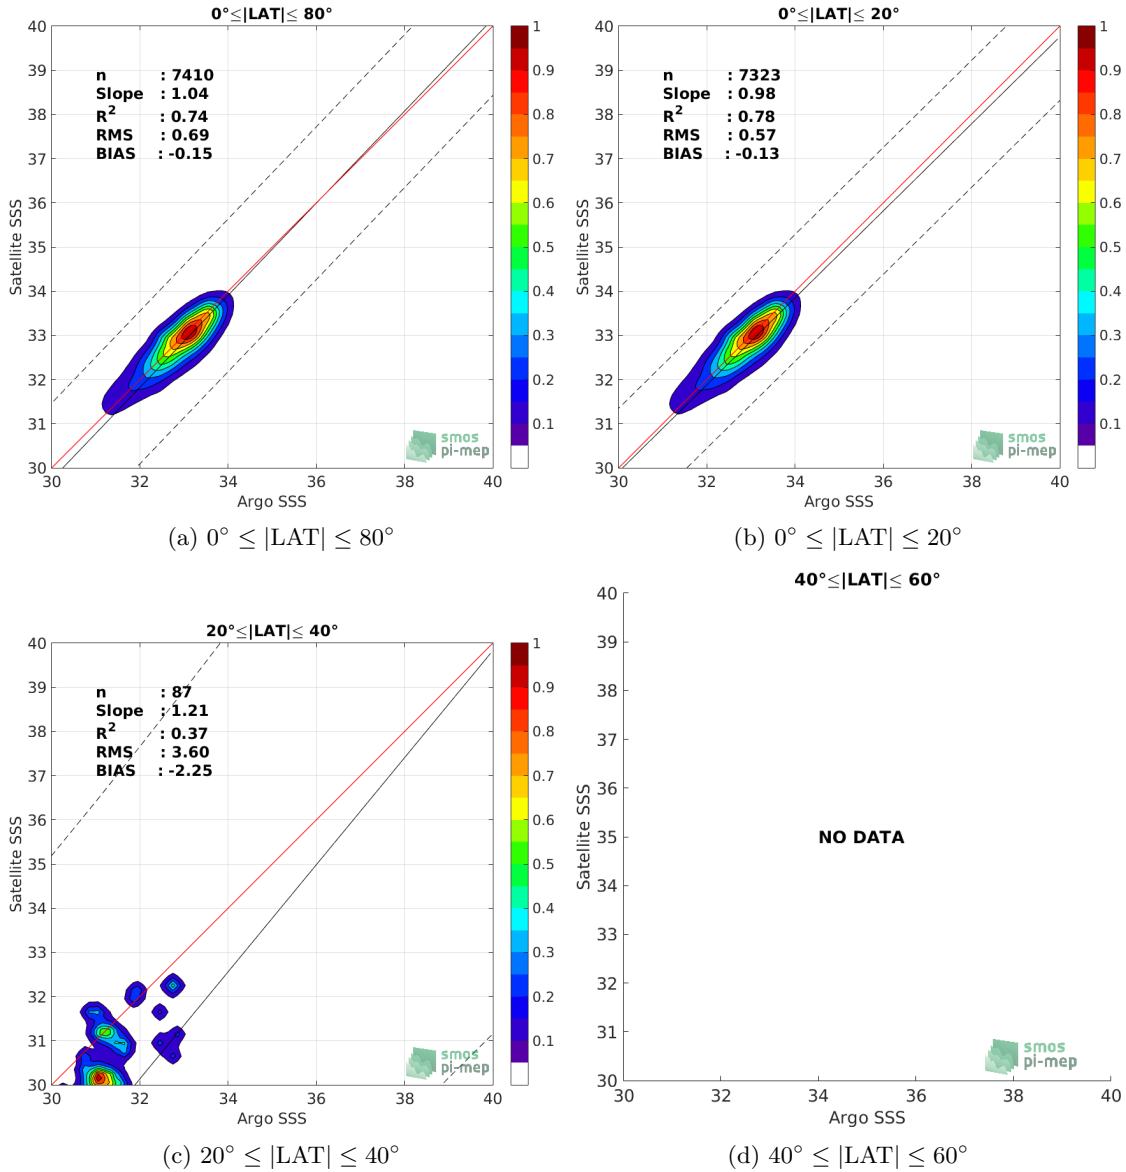 0°≤|LAT|≤ 80°
n : 7410
Slope : 1.04
R² : 0.74
RMS : 0.69
BIAS : -0.15
40
39
38
37
36
35
34
33
32
31
30
Satellite SSS
30 32 34 36 38 40
Argo SSS
1
0.9
0.8
0.7
0.6
0.5
0.4
0.3
0.2
0.1
smos
pi-mep
(a) 0° ≤ |LAT| ≤ 80°
0°≤|LAT|≤ 20°
n : 7323
Slope : 0.98
R² : 0.78
RMS : 0.57
BIAS : -0.13
40
39
38
37
36
35
34
33
32
31
30
Satellite SSS
30 32 34 36 38 40
Argo SSS
1
0.9
0.8
0.7
0.6
0.5
0.4
0.3
0.2
0.1
smos
pi-mep
(b) 0° ≤ |LAT| ≤ 20°
20°≤|LAT|≤ 40°
n : 87
Slope : 1.21
R² : 0.37
RMS : 3.60
BIAS : -2.25
40
39
38
37
36
35
34
33
32
31
30
Satellite SSS
30 32 34 36 38 40
Argo SSS
1
0.9
0.8
0.7
0.6
0.5
0.4
0.3
0.2
0.1
smos
pi-mep
(c) 20° ≤ |LAT| ≤ 40°
40°≤|LAT|≤ 60°
40
39
38
37
36
35
34
33
32
31
30
Satellite SSS
NO DATA
30 32 34 36 38 40
Argo SSS
smos
pi-mep
(d) 40° ≤ |LAT| ≤ 60°